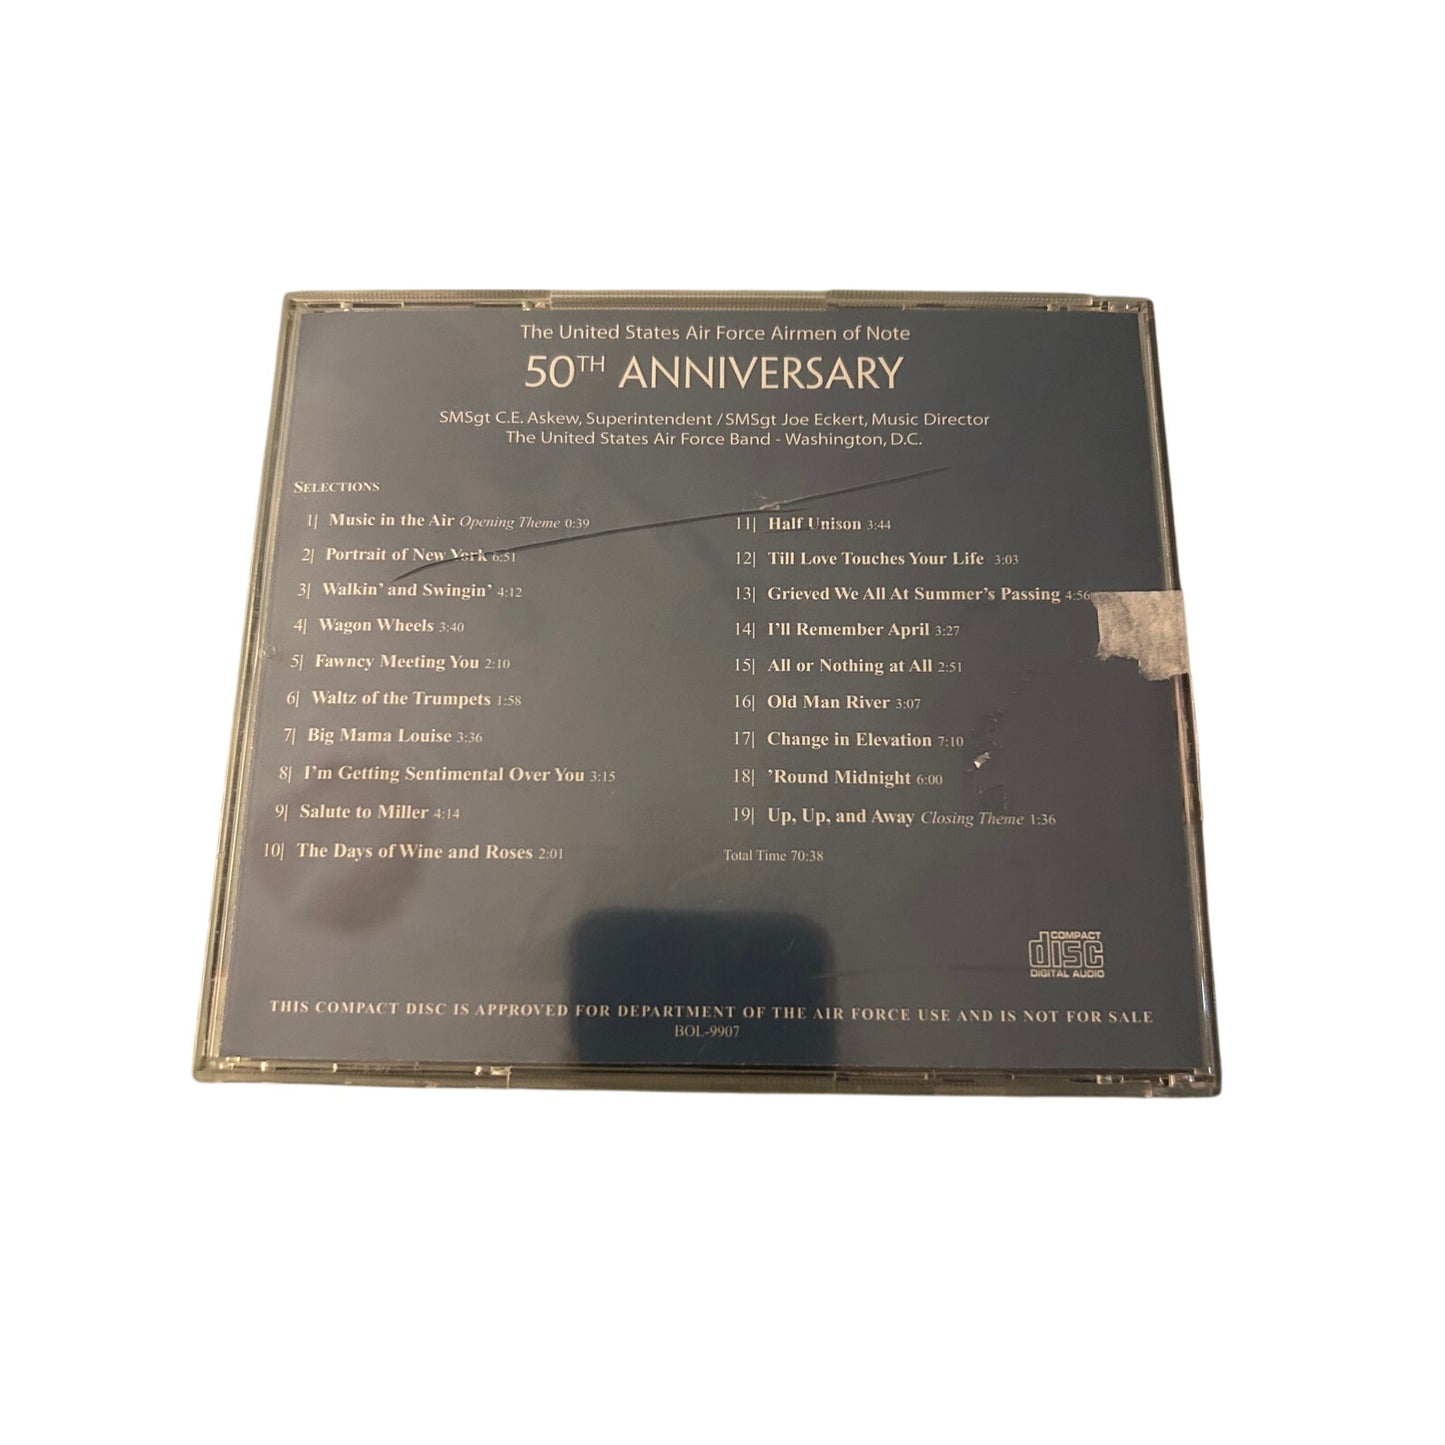 The United States Air Force Airmen of Note
50TH ANNIVERSARY
SMSgt C.E. Askew, Superintendent / SMSgt Joe Eckert, Music Director
The United States Air Force Band - Washington, D.C.
SELECTIONS
1| Music in the Air Opening Theme 0:39
2| Portrait of New York 6:51
3| Walkin' and Swingin' 4:12
4| Wagon Wheels 3:40
5| Fawncy Meeting You 2:10
6| Waltz of the Trumpets 1:58
7| Big Mama Louise 3:36
8| I'm Getting Sentimental Over You 3:15
9| Salute to Miller 4:14
10| The Days of Wine and Roses 2:01
11| Half Unison 3:44
12| Till Love Touches Your Life 3:03
13| Grieved We All At Summer's Passing 4:56
14| I'll Remember April 3:27
15| All or Nothing at All 2:51
16| Old Man River 3:07
17| Change in Elevation 7:10
18| 'Round Midnight 6:00
19| Up, Up, and Away Closing Theme 1:36
Total Time 70:38
COMPACT
disc
DIGITAL AUDIO
THIS COMPACT DISC IS APPROVED FOR DEPARTMENT OF THE AIR FORCE USE AND IS NOT FOR SALE
BOL-9907